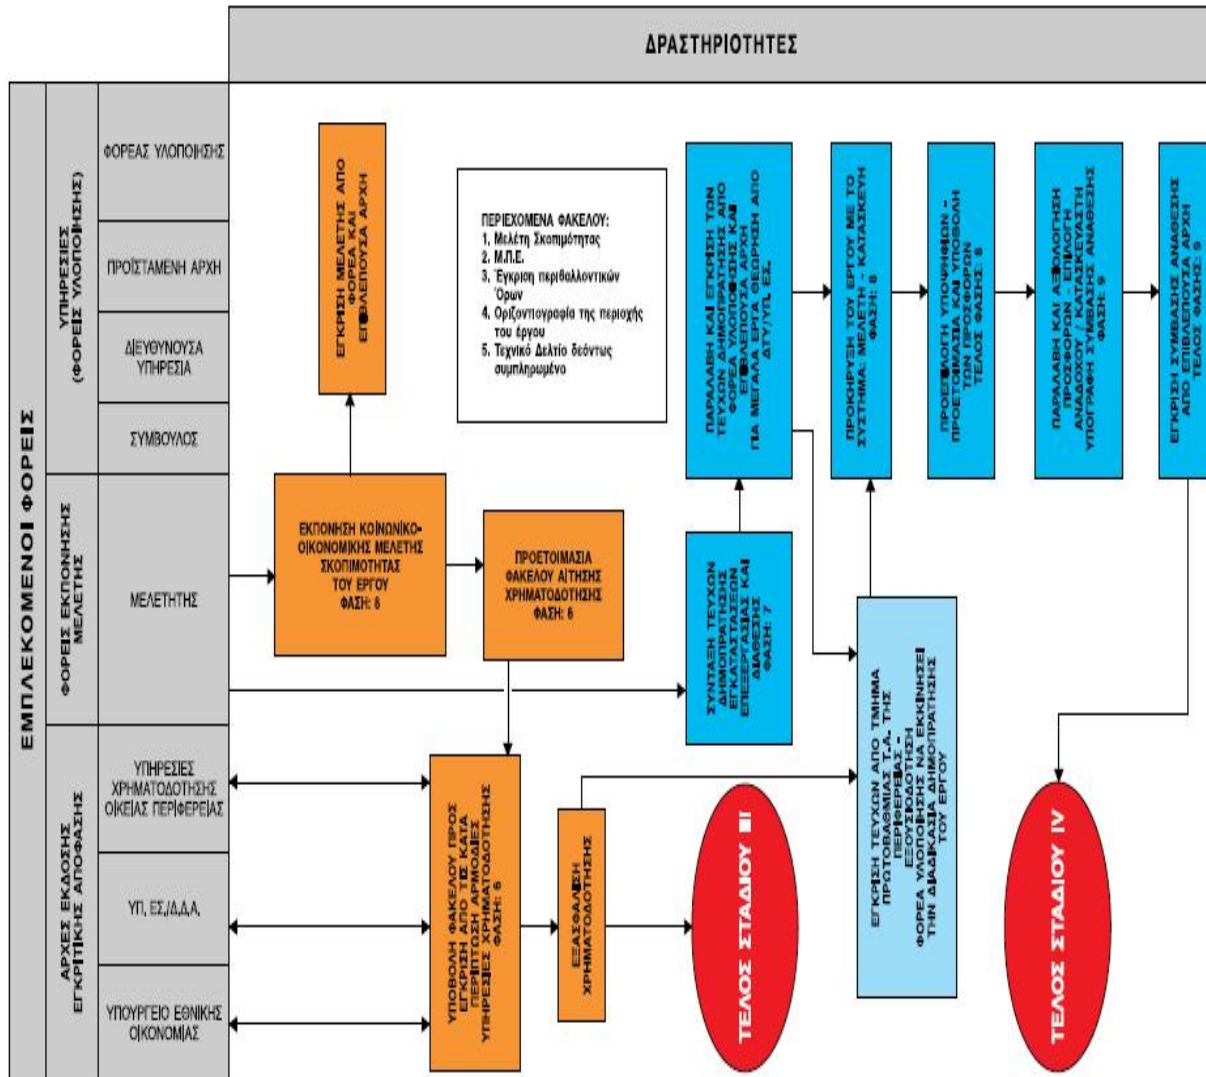 ΔΡΑΣΤΗΡΙΟΤΗΤΕΣ
ΕΜΠΛΕΚΟΜΕΝΟΙ ΦΟΡΕΙΣ
ΥΠΗΡΕΣΙΕΣ
(ΦΟΡΕΙΣ ΥΛΟΠΟΙΗΣΗΣ)
ΦΟΡΕΑΣ ΥΛΟΠΟΙΗΣΗΣ
ΠΡΟΪΣΤΑΜΕΝΗ ΑΡΧΗ
ΔΙΕΥΘΥΝΟΥΣΑ
ΥΠΗΡΕΣΙΑ
ΣΥΜΒΟΥΛΟΣ
ΦΟΡΕΙΣ ΕΚΠΟΝΗΣΗΣ
ΜΕΛΕΤΗΣ
ΜΕΛΕΤΗΤΗΣ
ΑΡΧΕΣ ΕΚΔΟΣΗΣ
ΕΓΚΡΙΤΙΚΗΣ ΑΠΟΦΑΣΗΣ
ΥΠΗΡΕΣΙΕΣ
ΧΡΗΜΑΤΟΔΟΤΗΣΗΣ
ΟΙΚΕΙΑΣ ΠΕΡΙΦΕΡΕΙΑΣ
ΥΠ. ΕΣ./Δ.Δ.Α.
ΥΠΟΥΡΓΕΙΟ ΕΘΝΙΚΗΣ
ΟΙΚΟΝΟΜΙΑΣ
ΕΓΚΡΙΣΗ ΜΕΛΕΤΗΣ ΑΠΟ
ΦΟΡΕΑ ΚΑΙ
ΕΠΙΒΛΕΠΟΥΣΑ ΑΡΧΗ
ΠΕΡΙΕΧΟΜΕΝΑ ΦΑΚΕΛΟΥ:
1. Μελέτη Σκοπιμότητας
2. Μ.Π.Ε.
3. Έγκριση περιβαλλοντικών
Όρων
4. Οριζοντιογραφία της περιοχής
του έργου
5. Τεχνικό Δελτίο δεόντως
συμπληρωμένο
ΠΑΡΑΛΑΒΗ ΚΑΙ ΕΓΚΡΙΣΗ ΤΩΝ
ΤΕΥΧΩΝ ΔΗΜΟΠΡΑΤΗΣΗΣ ΑΠΟ
ΦΟΡΕΑ ΥΛΟΠΟΙΗΣΗΣ ΚΑΙ
ΕΠΙΒΛΕΠΟΥΣΑ ΑΡΧΗ
ΓΙΑ ΜΕΓΑΛΑ ΕΡΓΑ ΘΕΩΡΗΣΗ ΑΠΟ
ΔΤΥ/ΥΠ. ΕΣ.
ΠΡΟΚΗΡΥΞΗ ΤΟΥ ΕΡΓΟΥ ΜΕ ΤΟ
ΣΥΣΤΗΜΑ: ΜΕΛΕΤΗ - ΚΑΤΑΣΚΕΥΗ
ΦΑΣΗ: 8
ΠΡΟΕΠΙΛΟΓΗ ΥΠΟΨΗΦΙΩΝ -
ΠΡΟΕΤΟΙΜΑΣΙΑ ΚΑΙ ΥΠΟΒΟΛΗ
ΤΩΝ ΠΡΟΣΦΟΡΩΝ
ΤΕΛΟΣ ΦΑΣΗΣ: 8
ΠΑΡΑΛΑΒΗ ΚΑΙ ΑΞΙΟΛΟΓΗΣΗ
ΠΡΟΣΦΟΡΩΝ - ΕΠΙΛΟΓΗ
ΑΝΑΔΟΧΟΥ / ΚΑΤΑΣΚΕΥΑΣΤΗ
ΥΠΟΓΡΑΦΗ ΣΥΜΒΑΣΗΣ ΑΝΑΘΕΣΗΣ
ΦΑΣΗ: 9
ΕΓΚΡΙΣΗ ΣΥΜΒΑΣΗΣ ΑΝΑΘΕΣΗΣ
ΑΠΟ ΕΠΙΒΛΕΠΟΥΣΑ ΑΡΧΗ
ΤΕΛΟΣ ΦΑΣΗΣ: 9
ΕΚΠΟΝΗΣΗ ΚΟΙΝΩΝΙΚΟ-
ΟΙΚΟΝΟΜΙΚΗΣ ΜΕΛΕΤΗΣ
ΣΚΟΠΙΜΟΤΗΤΑΣ
ΤΟΥ ΕΡΓΟΥ
ΦΑΣΗ: 6
ΠΡΟΕΤΟΙΜΑΣΙΑ
ΦΑΚΕΛΟΥ ΑΙΤΗΣΗΣ
ΧΡΗΜΑΤΟΔΟΤΗΣΗΣ
ΦΑΣΗ: 6
ΣΥΝΤΑΞΗ ΤΕΥΧΩΝ
ΔΗΜΟΠΡΑΤΗΣΗΣ
ΕΓΚΑΤΑΣΤΑΣΕΩΝ
ΕΠΕΞΕΡΓΑΣΙΑΣ ΚΑΙ
ΔΙΑΘΕΣΗΣ
ΦΑΣΗ: 7
ΥΠΟΒΟΛΗ ΦΑΚΕΛΟΥ ΠΡΟΣ
ΕΓΚΡΙΣΗ ΑΠΟ ΤΙΣ ΚΑΤΑ
ΠΕΡΙΠΤΩΣΗ ΑΡΜΟΔΙΕΣ
ΥΠΗΡΕΣΙΕΣ ΧΡΗΜΑΤΟΔΟΤΗΣΗΣ
ΦΑΣΗ: 6
ΕΞΑΣΦΑΛΙΣΗ
ΧΡΗΜΑΤΟΔΟΤΗΣΗΣ
ΤΕΛΟΣ ΣΤΑΔΙΟΥ III
ΕΓΚΡΙΣΗ ΤΕΥΧΩΝ ΑΠΟ ΤΜΗΜΑ
ΠΡΩΤΟΒΑΘΜΙΑΣ Τ.Α. ΤΗΣ
ΠΕΡΙΦΕΡΕΙΑΣ -
ΕΞΟΥΣΙΟΔΟΤΗΣΗ
ΦΟΡΕΑ ΥΛΟΠΟΙΗΣΗΣ ΝΑ ΕΚΚΙΝΗΣΕΙ
ΤΗΝ ΔΙΑΔΙΚΑΣΙΑ ΔΗΜΟΠΡΑΤΗΣΗΣ
ΤΟΥ ΕΡΓΟΥ
ΤΕΛΟΣ ΣΤΑΔΙΟΥ IV